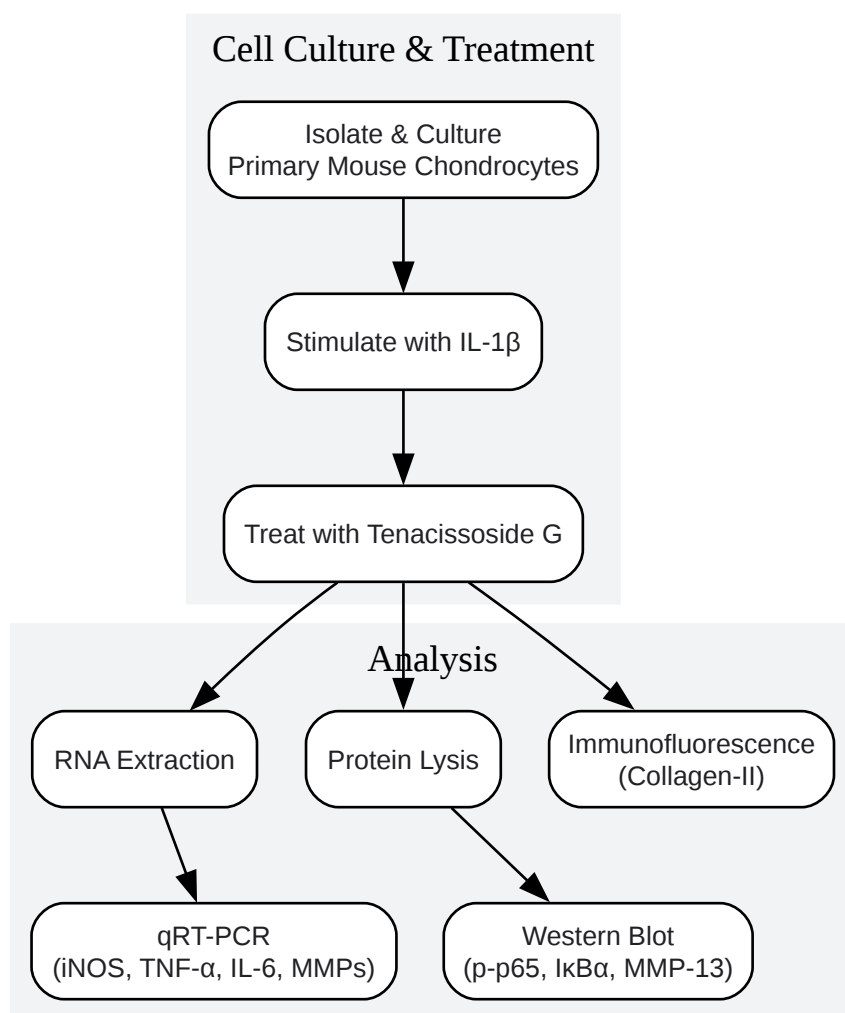 Cell Culture & Treatment
Isolate & Culture
Primary Mouse Chondrocytes
Stimulate with IL-1β
Treat with Tenacissoside G
Analysis
RNA Extraction
Protein Lysis
Immunofluorescence
(Collagen-II)
qRT-PCR
(iNOS, TNF-α, IL-6, MMPs)
Western Blot
(p-p65, IκBα, MMP-13)